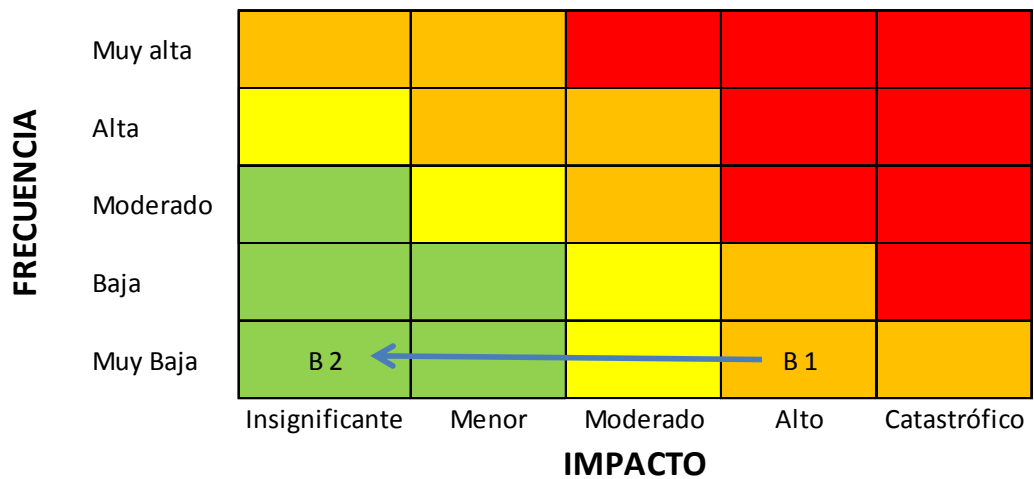 FRECUENCIA
Muy alta
Alta
Moderado
Baja
Muy Baja
B 2
B 1
Insignificante Menor Moderado Alto Catastrófico
IMPACTO